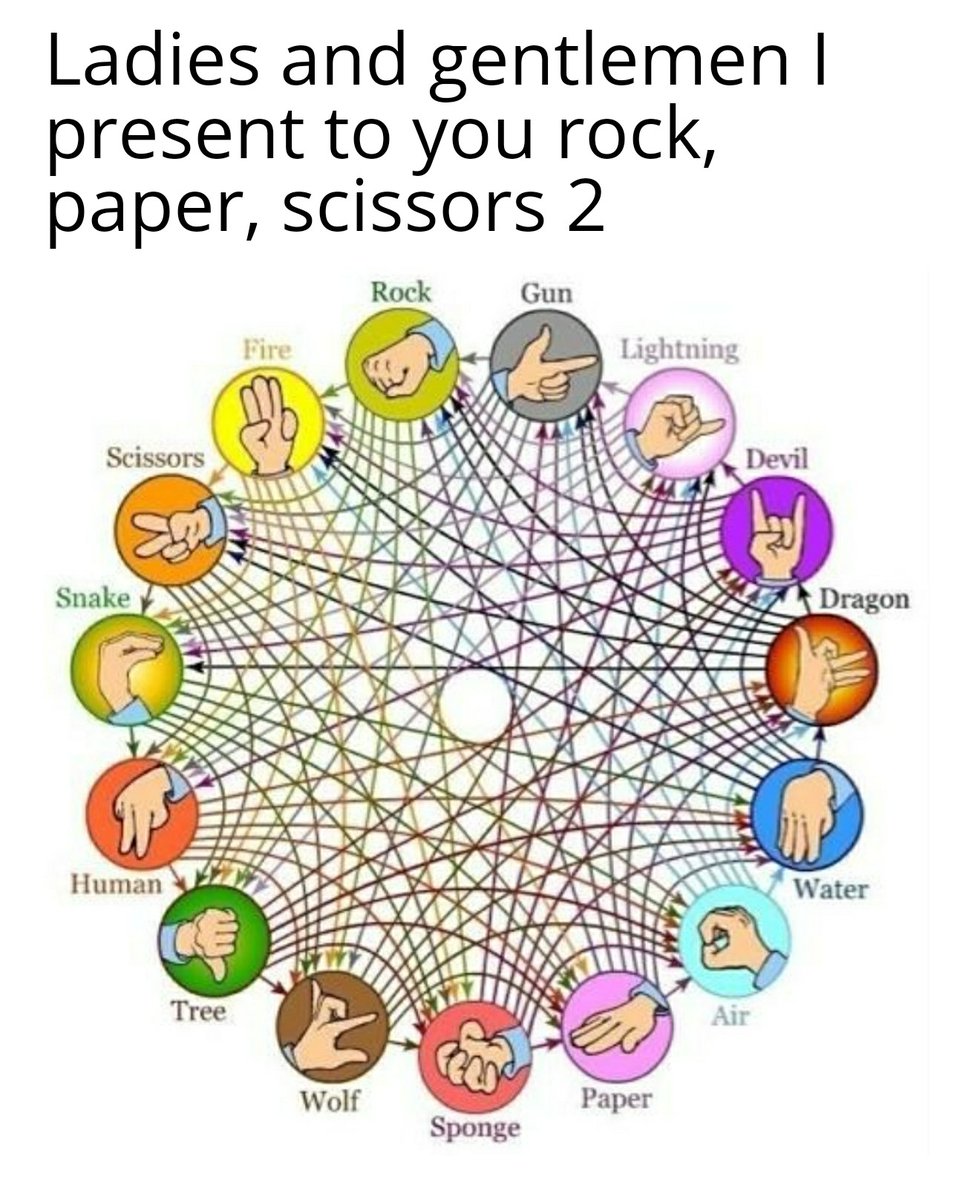 Ladies and gentlemen I
present to you rock,
paper, scissors 2
Rock
Gun
Fire
Lightning
Scissors
Devil
Snake
Dragon
Human
Water
Tree
Air
Wolf
Paper
Sponge